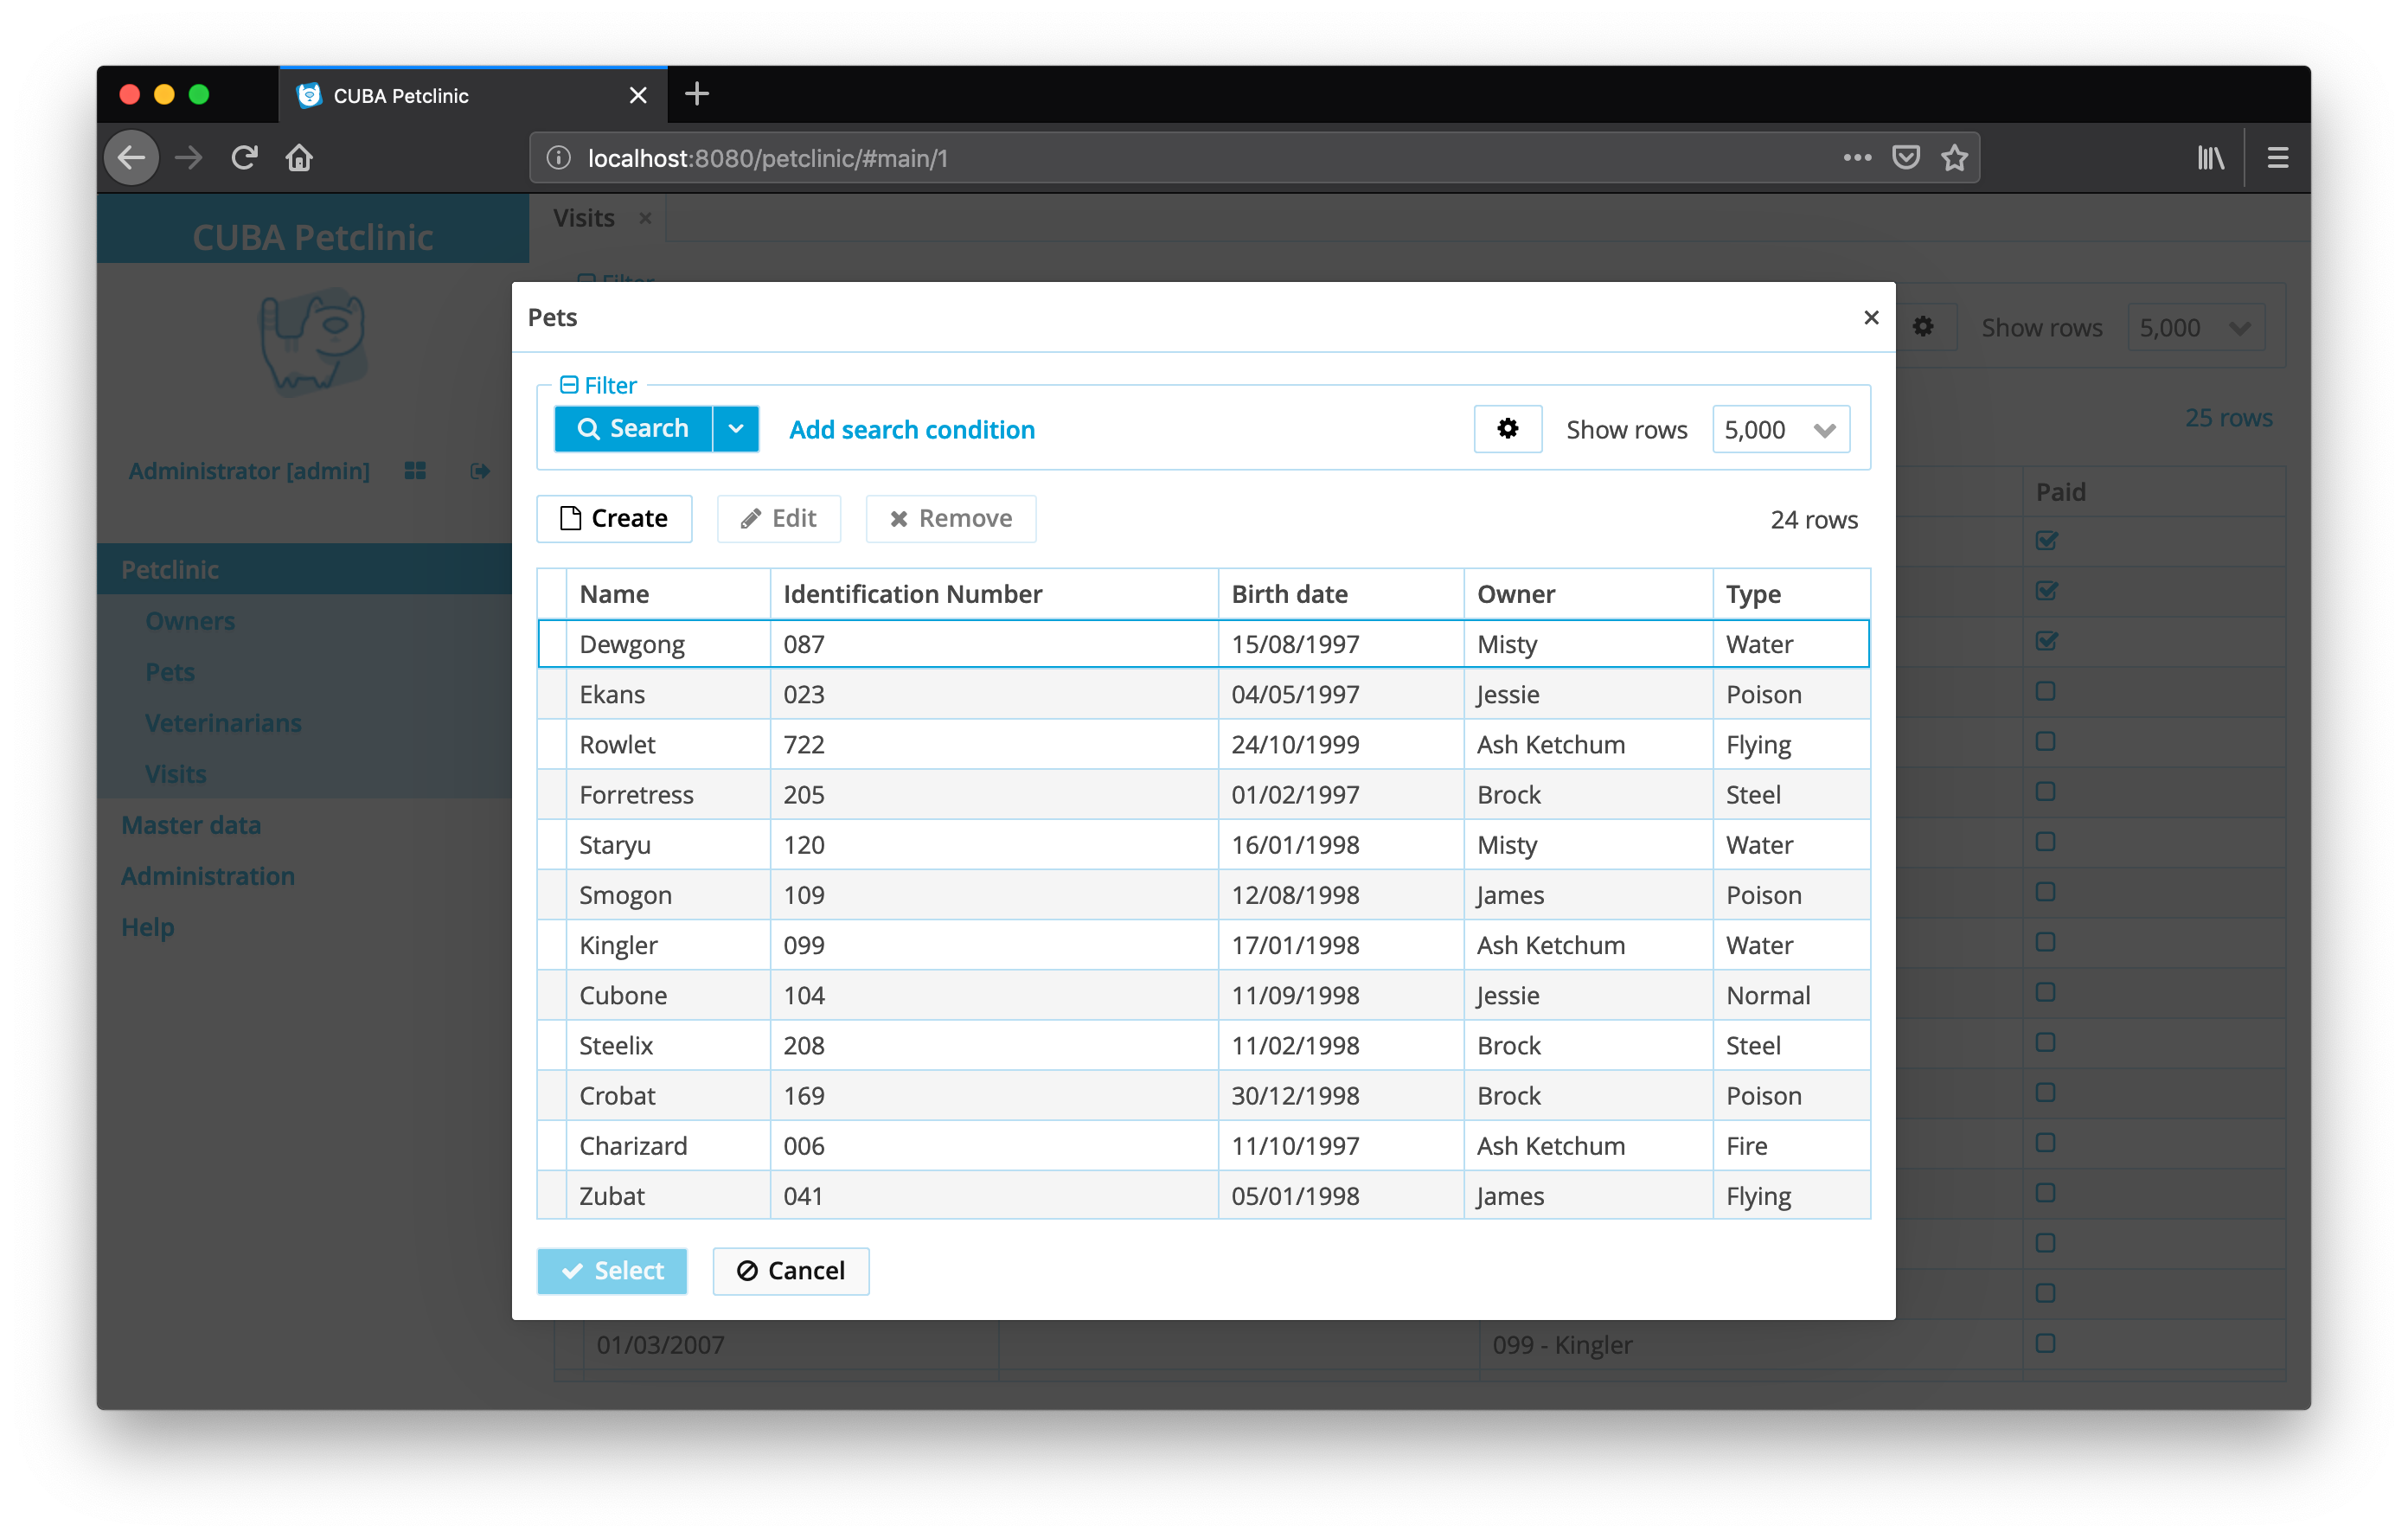 CUBA Petclinic
localhost:8080/petclinic/#main/1
CUBA Petclinic
Administrator [admin]
Petclinic
Owners
Pets
Veterinarians
Visits
Master data
Administration
Help
Visits
Filter
Show rows 5,000
25 rows
Paid
Pets
Filter
Search Add search condition Show rows 5,000
Create Edit Remove 24 rows
Name Identification Number Birth date Owner Type
Dewgong 087 15/08/1997 Misty Water
Ekans 023 04/05/1997 Jessie Poison
Rowlet 722 24/10/1999 Ash Ketchum Flying
Forretress 205 01/02/1997 Brock Steel
Staryu 120 16/01/1998 Misty Water
Smogon 109 12/08/1998 James Poison
Kingler 099 17/01/1998 Ash Ketchum Water
Cubone 104 11/09/1998 Jessie Normal
Steelix 208 11/02/1998 Brock Steel
Crobat 169 30/12/1998 Brock Poison
Charizard 006 11/10/1997 Ash Ketchum Fire
Zubat 041 05/01/1998 James Flying
Select Cancel
01/03/2007 099 - Kingler